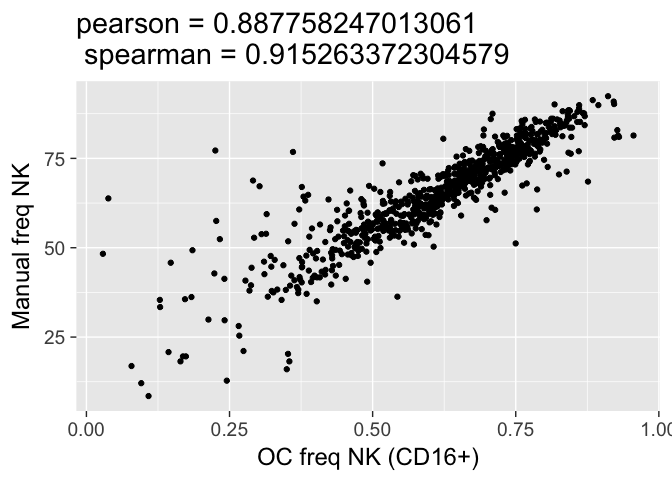 pearson = 0.887758247013061
spearman = 0.915263372304579
Manual freq NK
75
50
25
0.00 0.25 0.50 0.75 1.00
OC freq NK (CD16+)